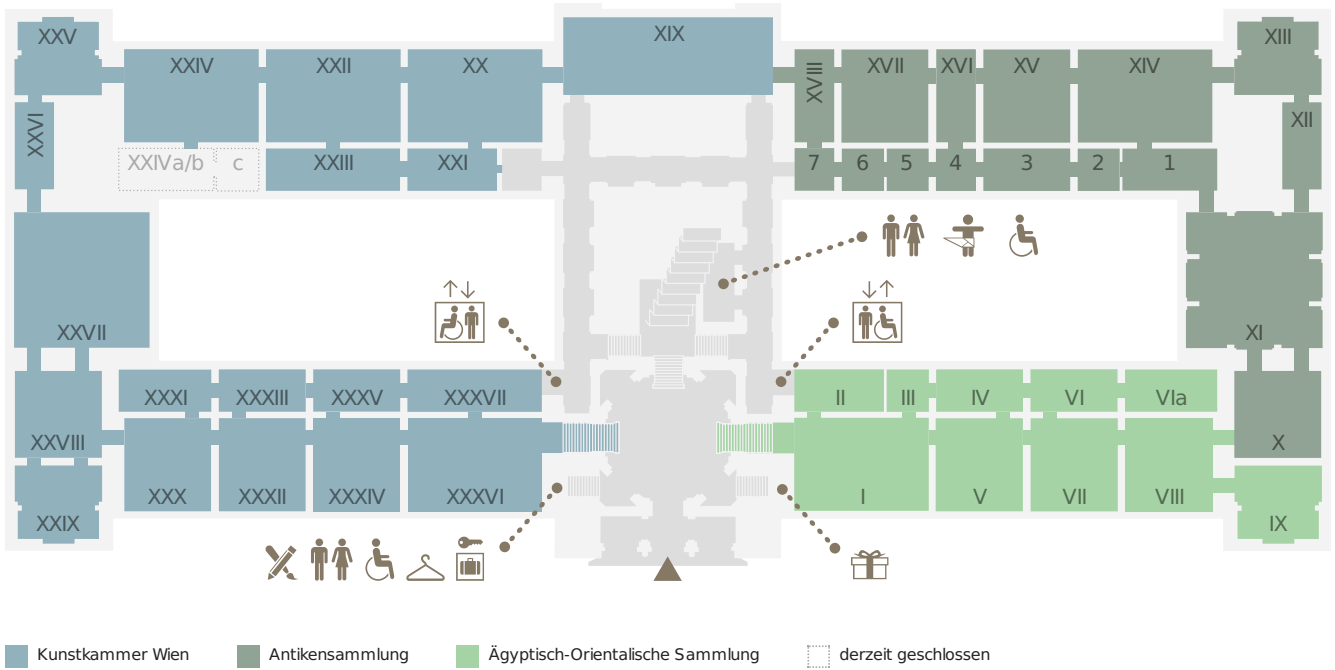 XXV
XXIV
XXII
XX
XIX
XVIII
XVII
XVI
XV
XIV
XIII
XXVI
XII
XXIVa/b
c
XXIII
XXI
7
6
5
4
3
2
1
XXVII
XI
XXXI
XXXIII
XXXV
XXXVII
II
III
IV
VI
VIa
XXVIII
X
XXX
XXXII
XXXIV
XXXVI
I
V
VII
VIII
XXIX
IX
Kunstkammer Wien
Antikensammlung
Ägyptisch-Orientalische Sammlung
derzeit geschlossen